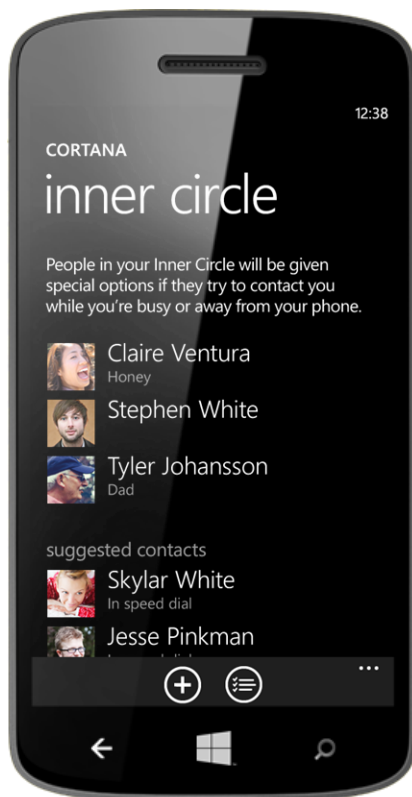 12:38
CORTANA
inner circle
People in your Inner Circle will be given
special options if they try to contact you
while you're busy or away from your phone.
Claire Ventura
Honey
Stephen White
Tyler Johansson
Dad
suggested contacts
Skylar White
In speed dial
Jesse Pinkman